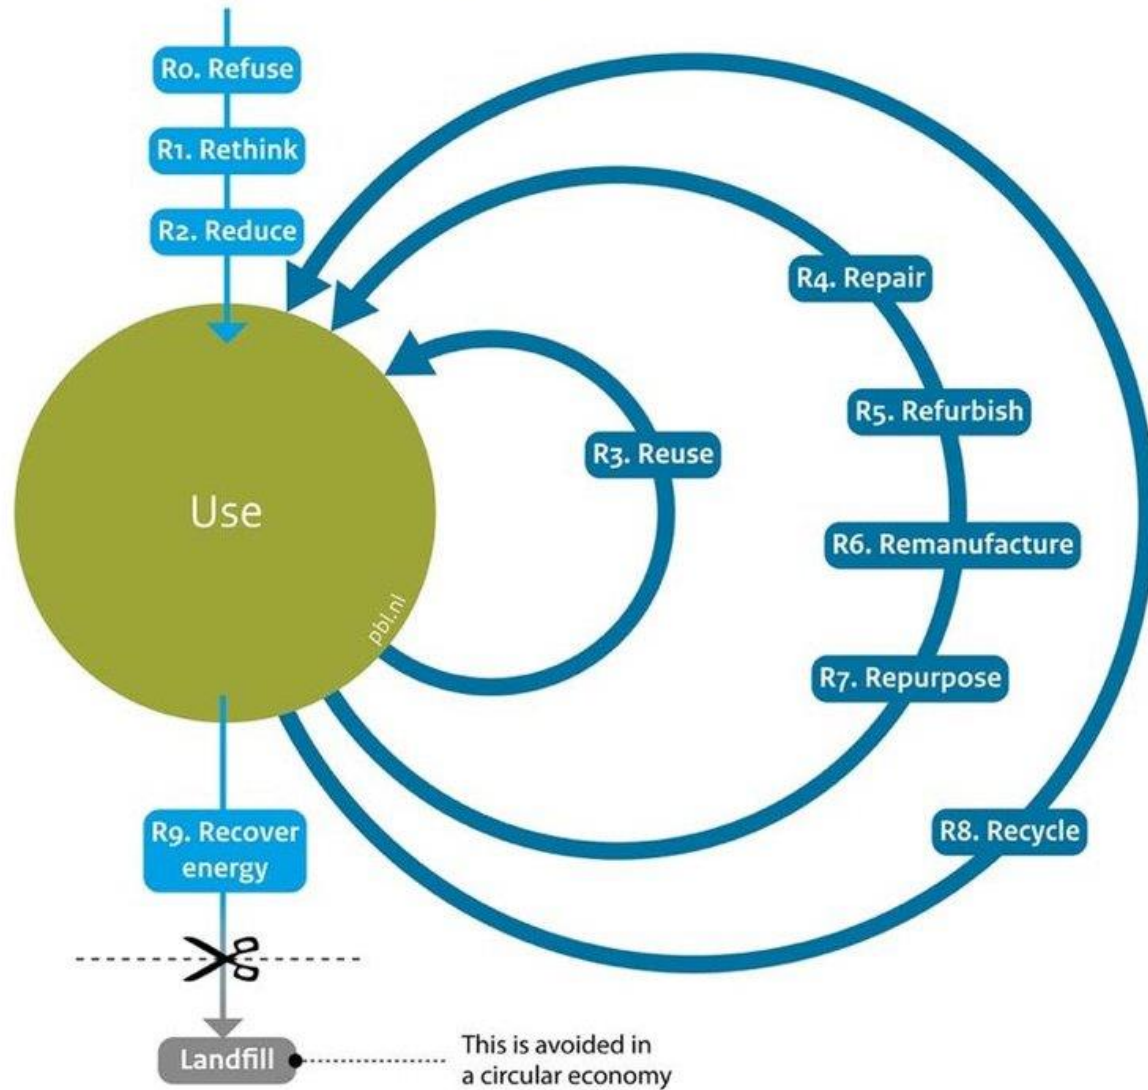 Ro. Refuse
R1. Rethink
R2. Reduce
R4. Repair
R5. Refurbish
R3. Reuse
Use
R6. Remanufacture
pbl.nl
R7. Repurpose
R9. Recover
energy
R8. Recycle
Landfill
This is avoided in
a circular economy